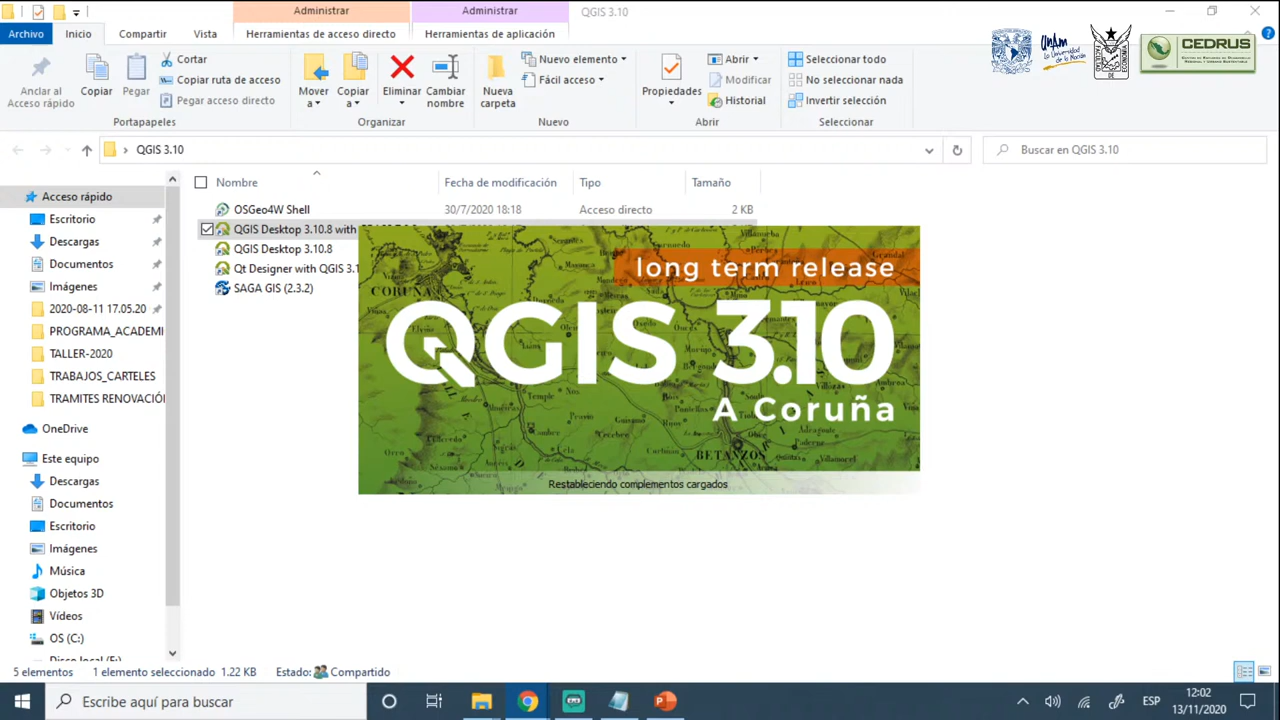 Administrar
Administrar
QGIS 3.10
Archivo
Inicio
Compartir
Vista
Herramientas de acceso directo
Herramientas de aplicación
UNAM
La Universidad
de la Nación
CEDRUS
Anclar al
Acceso rápido
Copiar
Pegar
Cortar
Copiar ruta de acceso
Pegar acceso directo
Portapapeles
Mover
a
Copiar
a
Eliminar
Cambiar
nombre
Organizar
Nueva
carpeta
Nuevo elemento
Fácil acceso
Nuevo
Propiedades
Abrir
Modificar
Historial
Abrir
Seleccionar todo
No seleccionar nada
Invertir selección
Seleccionar
QGIS 3.10
Buscar en QGIS 3.10
Nombre
Fecha de modificación
Tipo
Tamaño
OSGeo4W Shell
30/7/2020 18:18
Acceso directo
2 KB
QGIS Desktop 3.10.8 with
QGIS Desktop 3.10.8
Qt Designer with QGIS 3.1
SAGA GIS (2.3.2)
Acceso rápido
Escritorio
Descargas
Documentos
Imágenes
2020-08-11 17.05.20
PROGRAMA_ACADEMI
TALLER-2020
TRABAJOS_CARTELES
TRAMITES RENOVACIÓ
OneDrive
Este equipo
Descargas
Documentos
Escritorio
Imágenes
Música
Objetos 3D
Vídeos
OS (C:)
long term release
QGIS 3.10
A Coruña
CORUÑA
BETANZOS
Restableciendo complementos cargados
5 elementos
1 elemento seleccionado 1.22 KB
Estado:
Compartido
Escribe aquí para buscar
ESP
12:02
13/11/2020